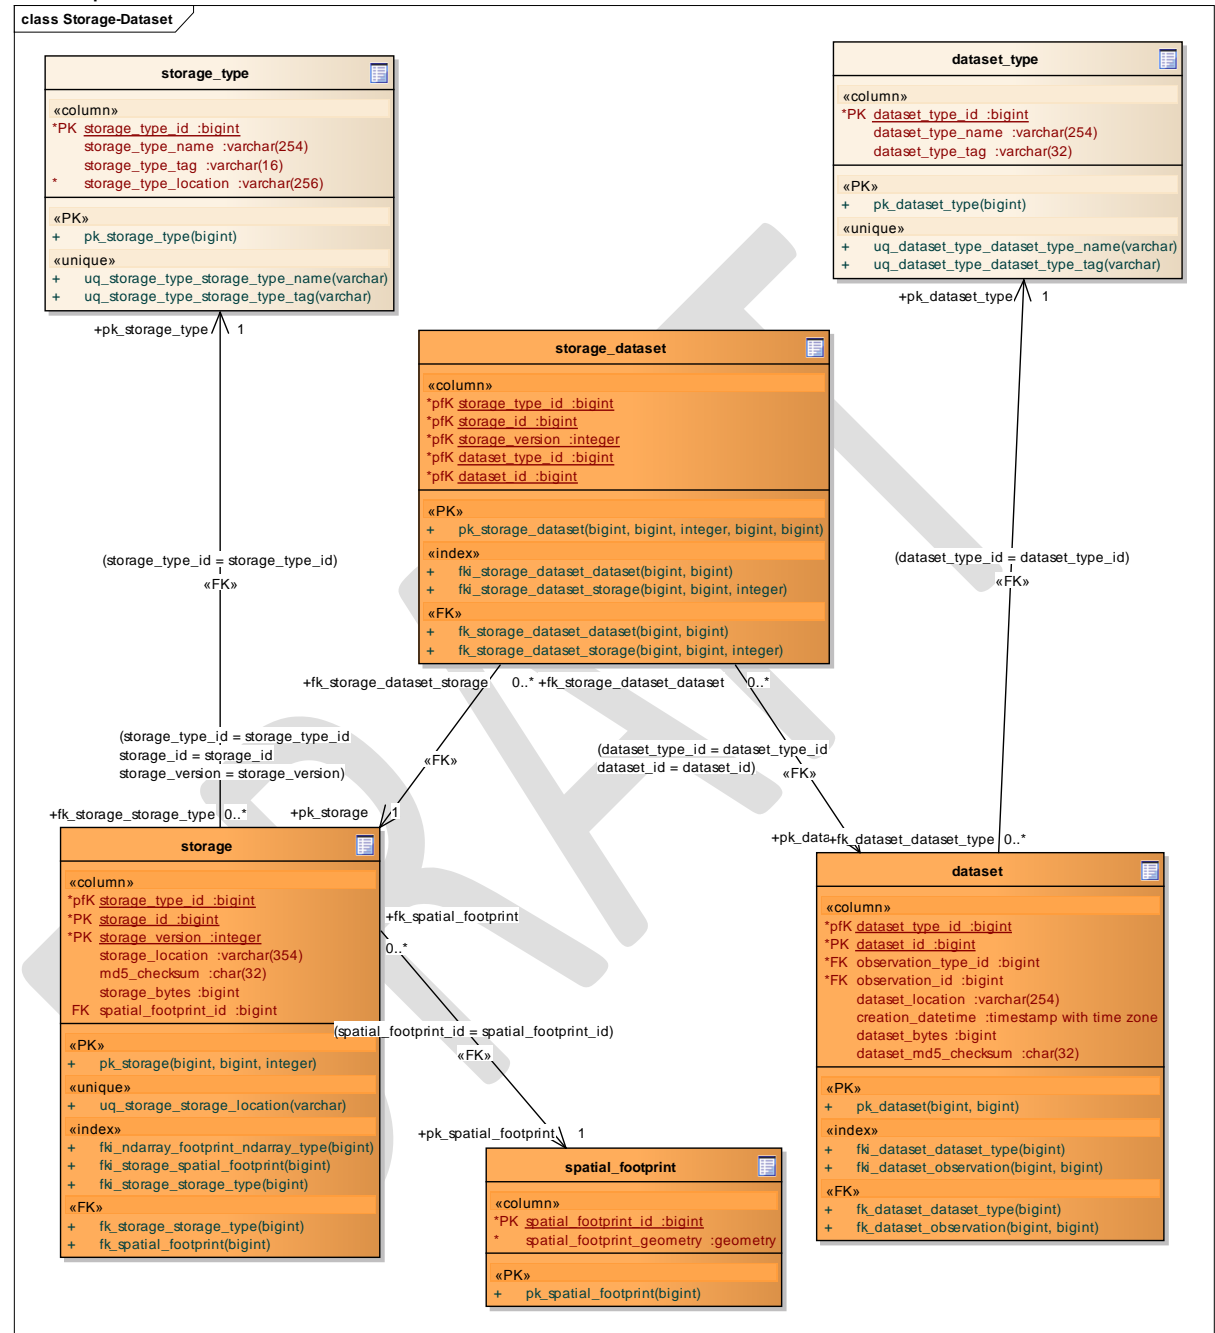 class Storage-Dataset
storage_type
«column»
*PK storage_type_id :bigint
storage_type_name :varchar(254)
storage_type_tag :varchar(16)
* storage_type_location :varchar(256)
«PK»
+ pk_storage_type(bigint)
«unique»
+ uq_storage_type_storage_type_name(varchar)
+ uq_storage_type_storage_type_tag(varchar)
+pk_storage_type 1
dataset_type
«column»
*PK dataset_type_id :bigint
dataset_type_name :varchar(254)
dataset_type_tag :varchar(32)
«PK»
+ pk_dataset_type(bigint)
«unique»
+ uq_dataset_type_dataset_type_name(varchar)
+ uq_dataset_type_dataset_type_tag(varchar)
+pk_dataset_type 1
storage_dataset
«column»
*pfK storage_type_id :bigint
*pfK storage_id :bigint
*pfK storage_version :integer
*pfK dataset_type_id :bigint
*pfK dataset_id :bigint
«PK»
+ pk_storage_dataset(bigint, bigint, integer, bigint, bigint)
«index»
+ fki_storage_dataset_dataset(bigint, bigint)
+ fki_storage_dataset_storage(bigint, bigint, integer)
«FK»
+ fk_storage_dataset_dataset(bigint, bigint)
+ fk_storage_dataset_storage(bigint, bigint, integer)
(storage_type_id = storage_type_id)
«FK»
(dataset_type_id = dataset_type_id)
«FK»
+fk_storage_dataset_storage 0..* +fk_storage_dataset_dataset 0..*
(storage_type_id = storage_type_id
storage_id = storage_id
storage_version = storage_version)
«FK»
(dataset_type_id = dataset_type_id
dataset_id = dataset_id)
«FK»
+fk_storage_storage_type 0..*
+pk_storage 1
+pk_data
+fk_dataset_dataset_type 0..*
storage
«column»
*pfK storage_type_id :bigint
*PK storage_id :bigint
*PK storage_version :integer
storage_location :varchar(354)
md5_checksum :char(32)
storage_bytes :bigint
FK spatial_footprint_id :bigint
«PK»
+ pk_storage(bigint, bigint, integer)
«unique»
+ uq_storage_storage_location(varchar)
«index»
+ fki_ndarray_footprint_ndarray_type(bigint)
+ fki_storage_spatial_footprint(bigint)
+ fki_storage_storage_type(bigint)
«FK»
+ fk_storage_storage_type(bigint)
+ fk_spatial_footprint(bigint)
+fk_spatial_footprint
0..*
(spatial_footprint_id = spatial_footprint_id)
«FK»
+pk_spatial_footprint 1
spatial_footprint
«column»
*PK spatial_footprint_id :bigint
* spatial_footprint_geometry :geometry
«PK»
+ pk_spatial_footprint(bigint)
dataset
«column»
*pfK dataset_type_id :bigint
*PK dataset_id :bigint
*FK observation_type_id :bigint
*FK observation_id :bigint
dataset_location :varchar(254)
creation_datetime :timestamp with time zone
dataset_bytes :bigint
dataset_md5_checksum :char(32)
«PK»
+ pk_dataset(bigint, bigint)
«index»
+ fki_dataset_dataset_type(bigint)
+ fki_dataset_observation(bigint, bigint)
«FK»
+ fk_dataset_dataset_type(bigint)
+ fk_dataset_observation(bigint, bigint)
DRAFT